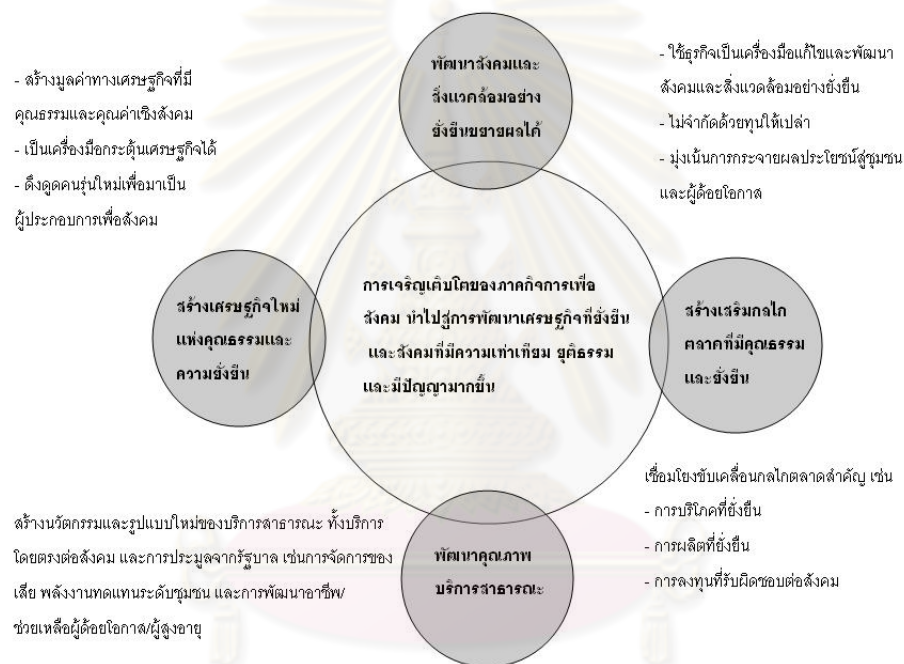 พัฒนาสังคมและ
สิ่งแวดล้อมอย่าง
ยั่งยืนขยายผลได้
- ใช้ธุรกิจเป็นเครื่องมือแก้ไขและพัฒนา
สังคมและสิ่งแวดล้อมอย่างยั่งยืน
- ไม่จำกัดด้วยทุนให้เปล่า
- มุ่งเน้นการกระจายผลประโยชน์สู่ชุมชน
และผู้ด้อยโอกาส
- สร้างมูลค่าทางเศรษฐกิจที่มี
คุณธรรมและคุณค่าเชิงสังคม
- เป็นเครื่องมือกระตุ้นเศรษฐกิจได้
- ดึงดูดคนรุ่นใหม่เพื่อมาเป็น
ผู้ประกอบการเพื่อสังคม
สร้างเศรษฐกิจใหม่
แห่งคุณธรรมและ
ความยั่งยืน
การเจริญเติบโตของภาคกิจการเพื่อ
สังคม นำไปสู่การพัฒนาเศรษฐกิจที่ยั่งยืน
และสังคมที่มีความเท่าเทียม ยุติธรรม
และมีปัญญามากขึ้น
สร้างเสริมกลไก
ตลาดที่มีคุณธรรม
และยั่งยืน
เชื่อมโยงขับเคลื่อนกลไกตลาดสำคัญ เช่น
- การบริโภคที่ยั่งยืน
- การผลิตที่ยั่งยืน
- การลงทุนที่รับผิดชอบต่อสังคม
สร้างนวัตกรรมและรูปแบบใหม่ของบริการสาธารณะ ทั้งบริการ
โดยตรงต่อสังคม และการประมูลจากรัฐบาล เช่นการจัดการของ
เสีย พลังงานทดแทนระดับชุมชน และการพัฒนาอาชีพ/
ช่วยเหลือผู้ด้อยโอกาส/ผู้สูงอายุ
พัฒนาคุณภาพ
บริการสาธารณะ